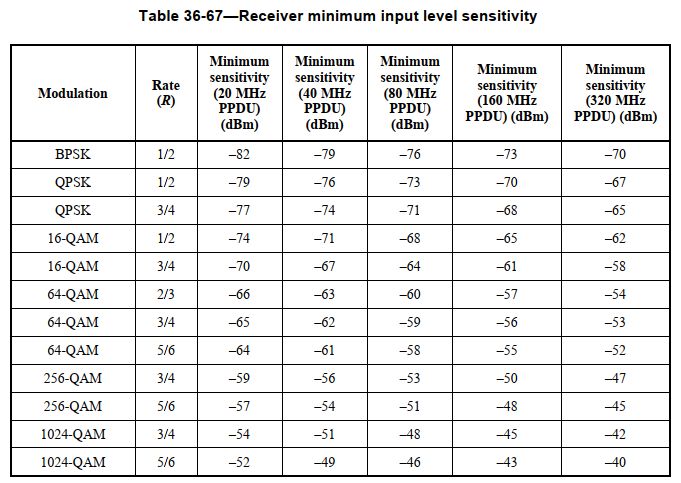 Table 36-67—Receiver minimum input level sensitivity
Modulation
Rate
(R)
Minimum
sensitivity
(20 MHz
PPDU)
(dBm)
Minimum
sensitivity
(40 MHz
PPDU)
(dBm)
Minimum
sensitivity
(80 MHz
PPDU)
(dBm)
Minimum
sensitivity
(160 MHz
PPDU) (dBm)
Minimum
sensitivity
(320 MHz
PPDU) (dBm)
BPSK 1/2 –82 –79 –76 –73 –70
QPSK 1/2 –79 –76 –73 –70 –67
QPSK 3/4 –77 –74 –71 –68 –65
16-QAM 1/2 –74 –71 –68 –65 –62
16-QAM 3/4 –70 –67 –64 –61 –58
64-QAM 2/3 –66 –63 –60 –57 –54
64-QAM 3/4 –65 –62 –59 –56 –53
64-QAM 5/6 –64 –61 –58 –55 –52
256-QAM 3/4 –59 –56 –53 –50 –47
256-QAM 5/6 –57 –54 –51 –48 –45
1024-QAM 3/4 –54 –51 –48 –45 –42
1024-QAM 5/6 –52 –49 –46 –43 –40